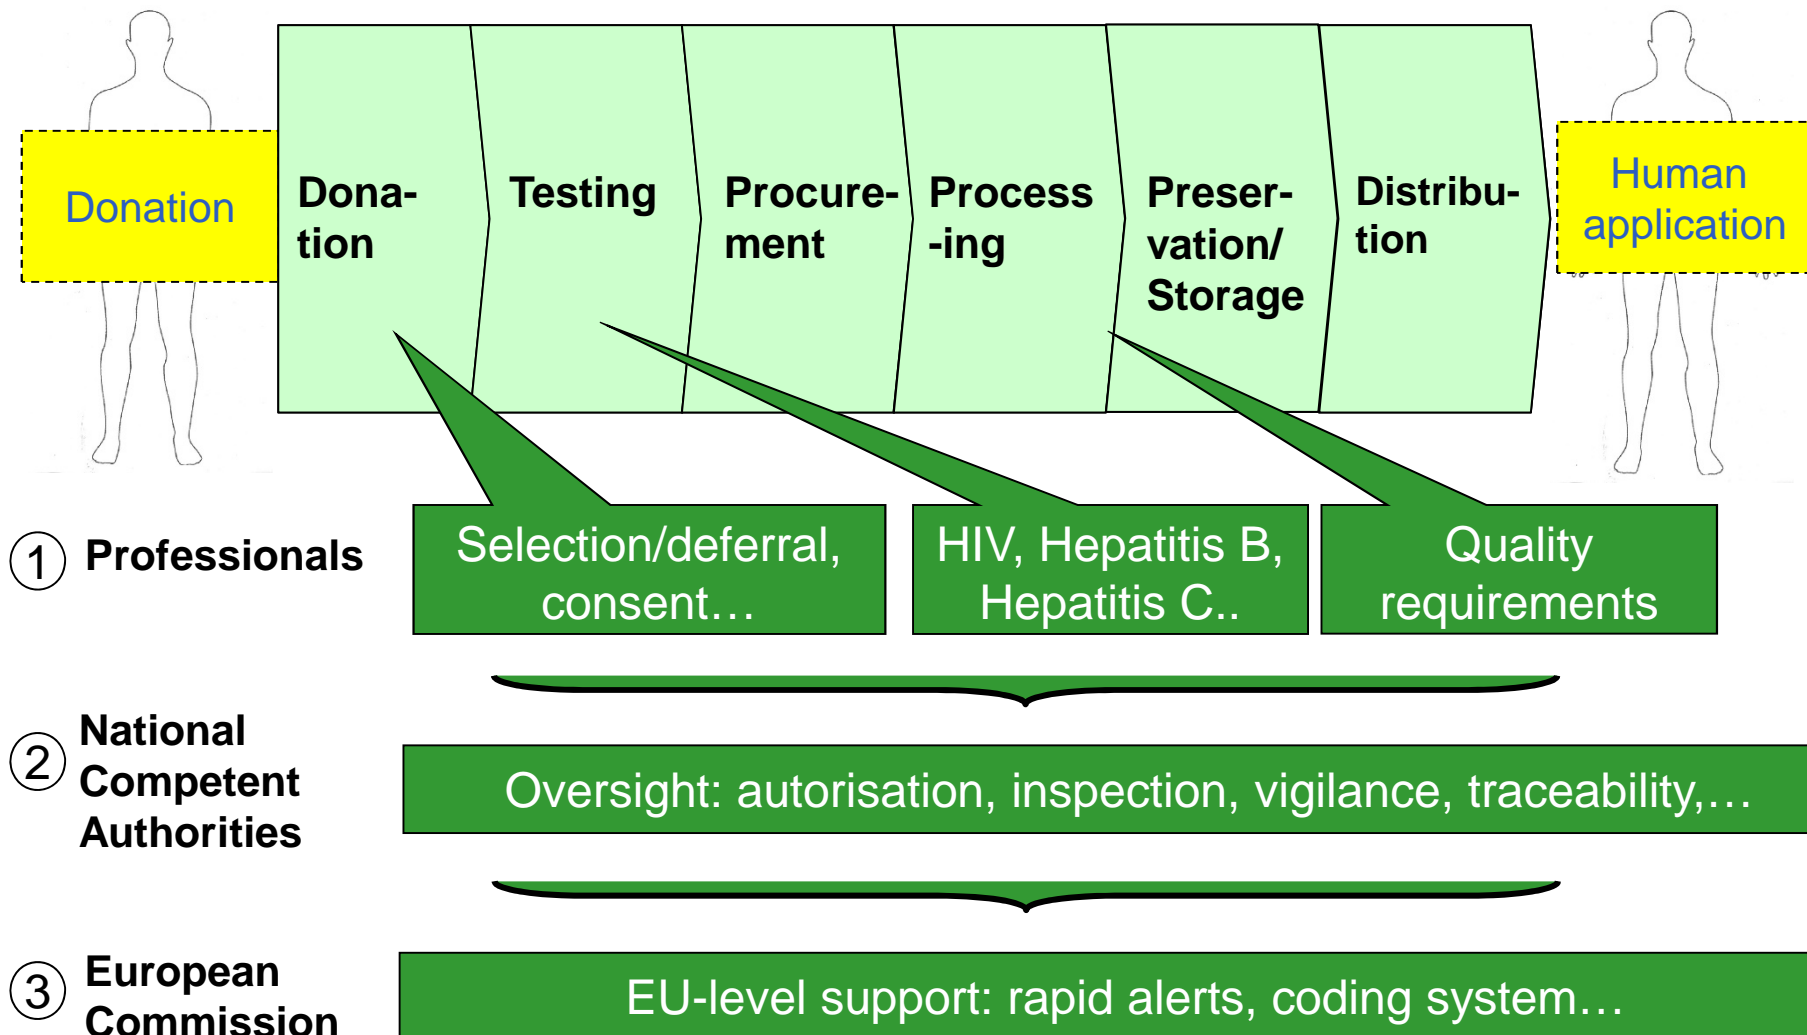 Donation
Dona-
tion
Testing
Procure-
ment
Process
-ing
Preser-
vation/
Storage
Distribu-
tion
Human
application
1 Professionals
Selection/deferral,
consent…
HIV, Hepatitis B,
Hepatitis C..
Quality
requirements
2 National
Competent
Authorities
Oversight: autorisation, inspection, vigilance, traceability,…
3 European
Commission
EU-level support: rapid alerts, coding system…